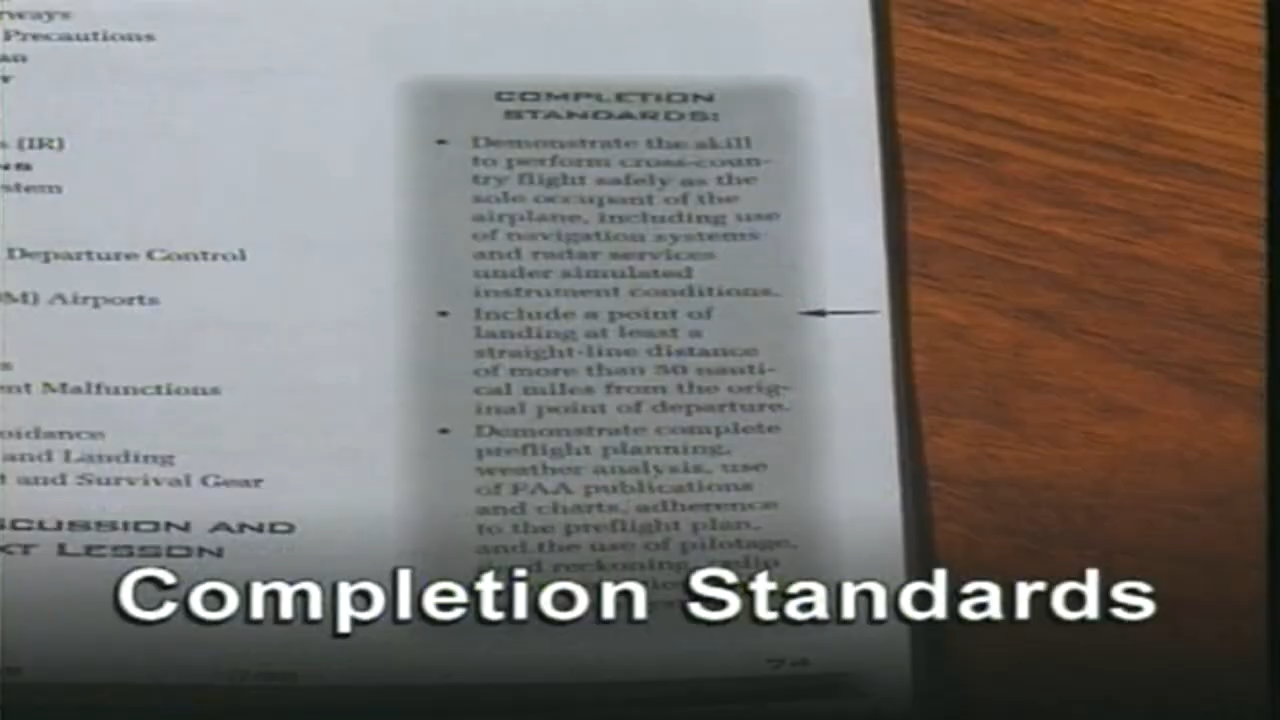 rways
Precautions
an
v
s (IR)
ns
stem
Departure Control
OM) Airports
s
nt Malfunctions
oidance
and Landing
t and Survival Gear
SCUSSION AND
XT LESSON
COMPLETION
STANDARDS:
• Demonstrate the skill
to perform cross-coun-
try flight safely as the
sole occupant of the
airplane, including use
of navigation systems
and radar services
under simulated
instrument conditions.
• Include a point of
landing at least a
straight-line distance
of more than 50 nauti-
cal miles from the orig-
inal point of departure.
• Demonstrate complete
preflight planning,
weather analysis, use
of FAA publications
and charts, adherence
to the preflight plan,
and the use of pilotage,
reckoning,
Completion Standards